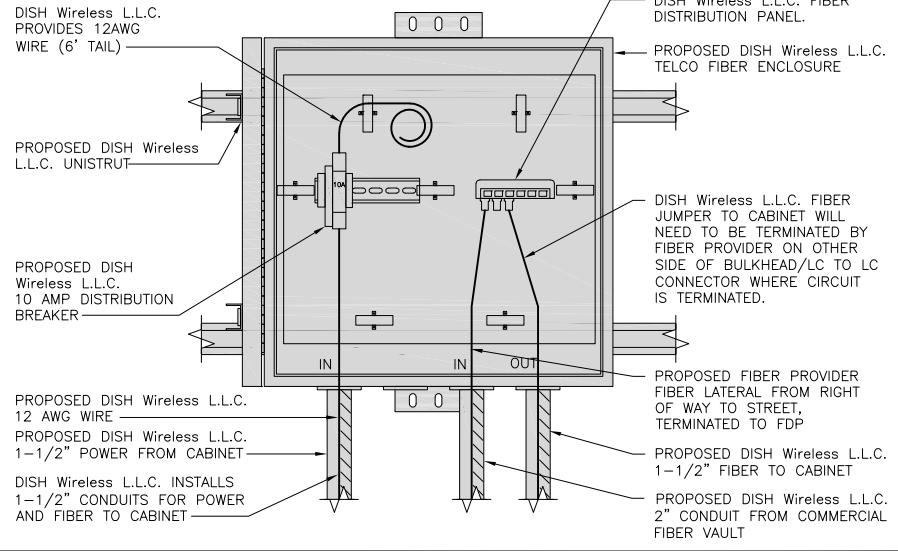 DISH Wireless L.L.C.
PROVIDES 12AWG
WIRE (6' TAIL)
PROPOSED DISH Wireless
L.L.C. UNISTRUT
PROPOSED DISH
Wireless L.L.C.
10 AMP DISTRIBUTION
BREAKER
PROPOSED DISH Wireless L.L.C.
12 AWG WIRE
PROPOSED DISH Wireless L.L.C.
1-1/2" POWER FROM CABINET
DISH Wireless L.L.C. INSTALLS
1-1/2" CONDUITS FOR POWER
AND FIBER TO CABINET
10A
IN
IN
OUT
DISH Wireless L.L.C. FIBER
DISTRIBUTION PANEL.
PROPOSED DISH Wireless L.L.C.
TELCO FIBER ENCLOSURE
DISH Wireless L.L.C. FIBER
JUMPER TO CABINET WILL
NEED TO BE TERMINATED BY
FIBER PROVIDER ON OTHER
SIDE OF BULKHEAD/LC TO LC
CONNECTOR WHERE CIRCUIT
IS TERMINATED.
PROPOSED FIBER PROVIDER
FIBER LATERAL FROM RIGHT
OF WAY TO STREET,
TERMINATED TO FDP
PROPOSED DISH Wireless L.L.C.
1-1/2" FIBER TO CABINET
PROPOSED DISH Wireless L.L.C.
2" CONDUIT FROM COMMERCIAL
FIBER VAULT